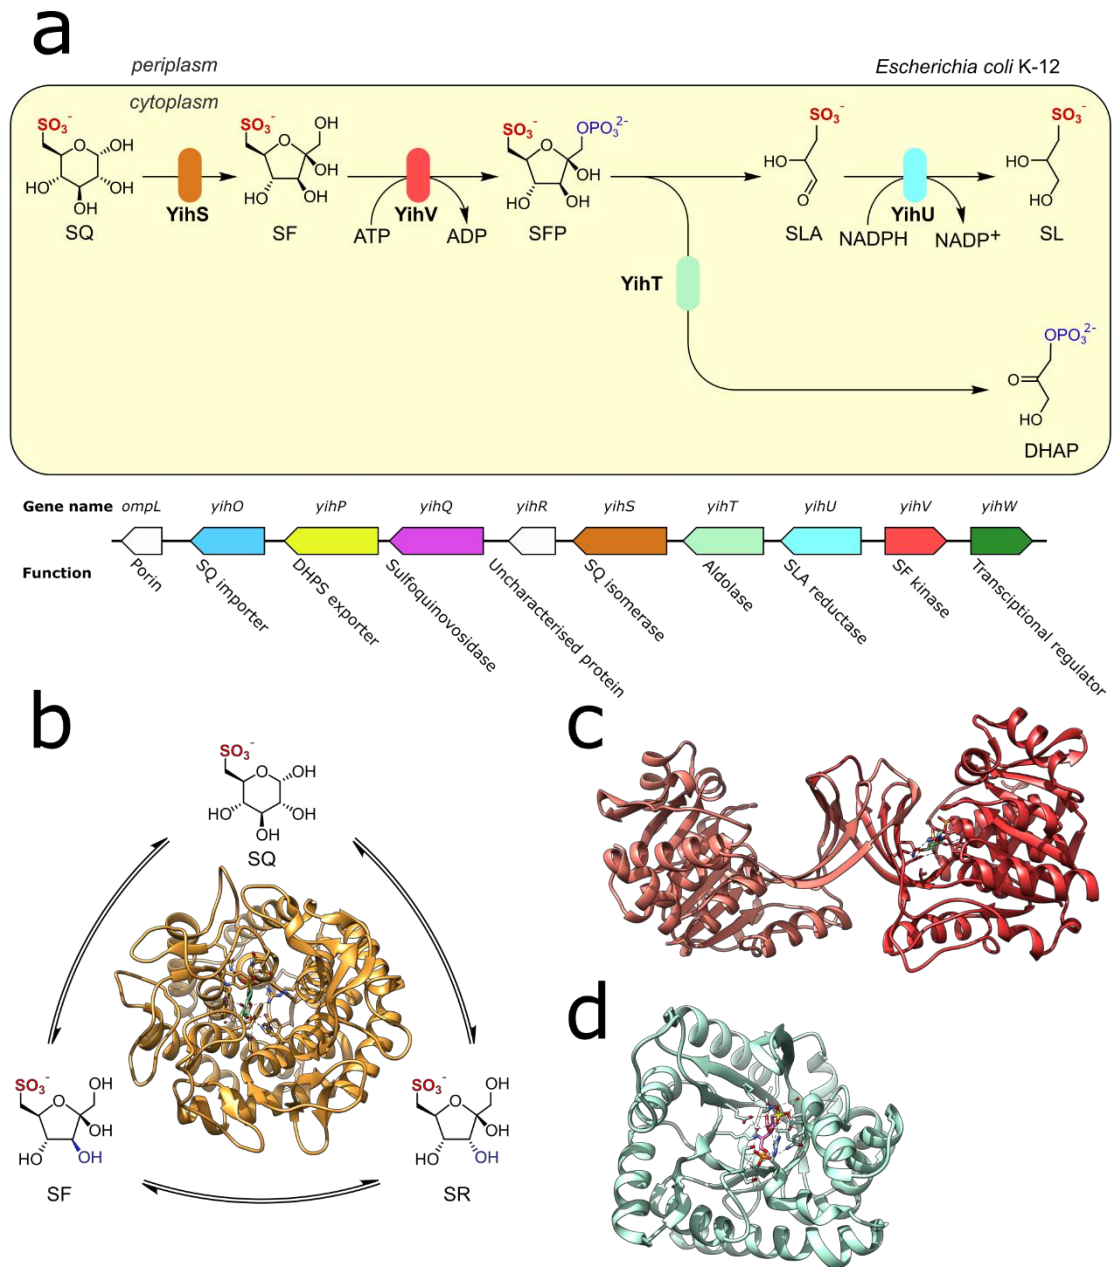 a
periplasm
Escherichia coli K-12
cytoplasm
SO₃⁻
O OH
HO OH
OH
SQ
YihS
SO₃⁻
OH
O
OH
HO OH
SF
ATP
YihV
ADP
SO₃⁻
OPO₃²⁻
O
OH
HO OH
SFP
YihT
SO₃⁻
HO
O
SLA
NADPH
YihU
NADP⁺
SO₃⁻
HO
HO
SL
OPO₃²⁻
O
HO
DHAP
Gene name ompL yihO yihP yihQ yihR yihS yihT yihU yihV yihW
Function
Porin
SQ importer
DHPS exporter
Sulfoquinovosidase
Uncharacterised protein
SQ isomerase
Aldolase
SLA reductase
SF kinase
Transciptional regulator
b
SO₃⁻
O OH
HO OH
OH
SQ
SO₃⁻
OH
O
OH
HO OH
SF
SO₃⁻
OH
O
OH
HO OH
SR
c
d